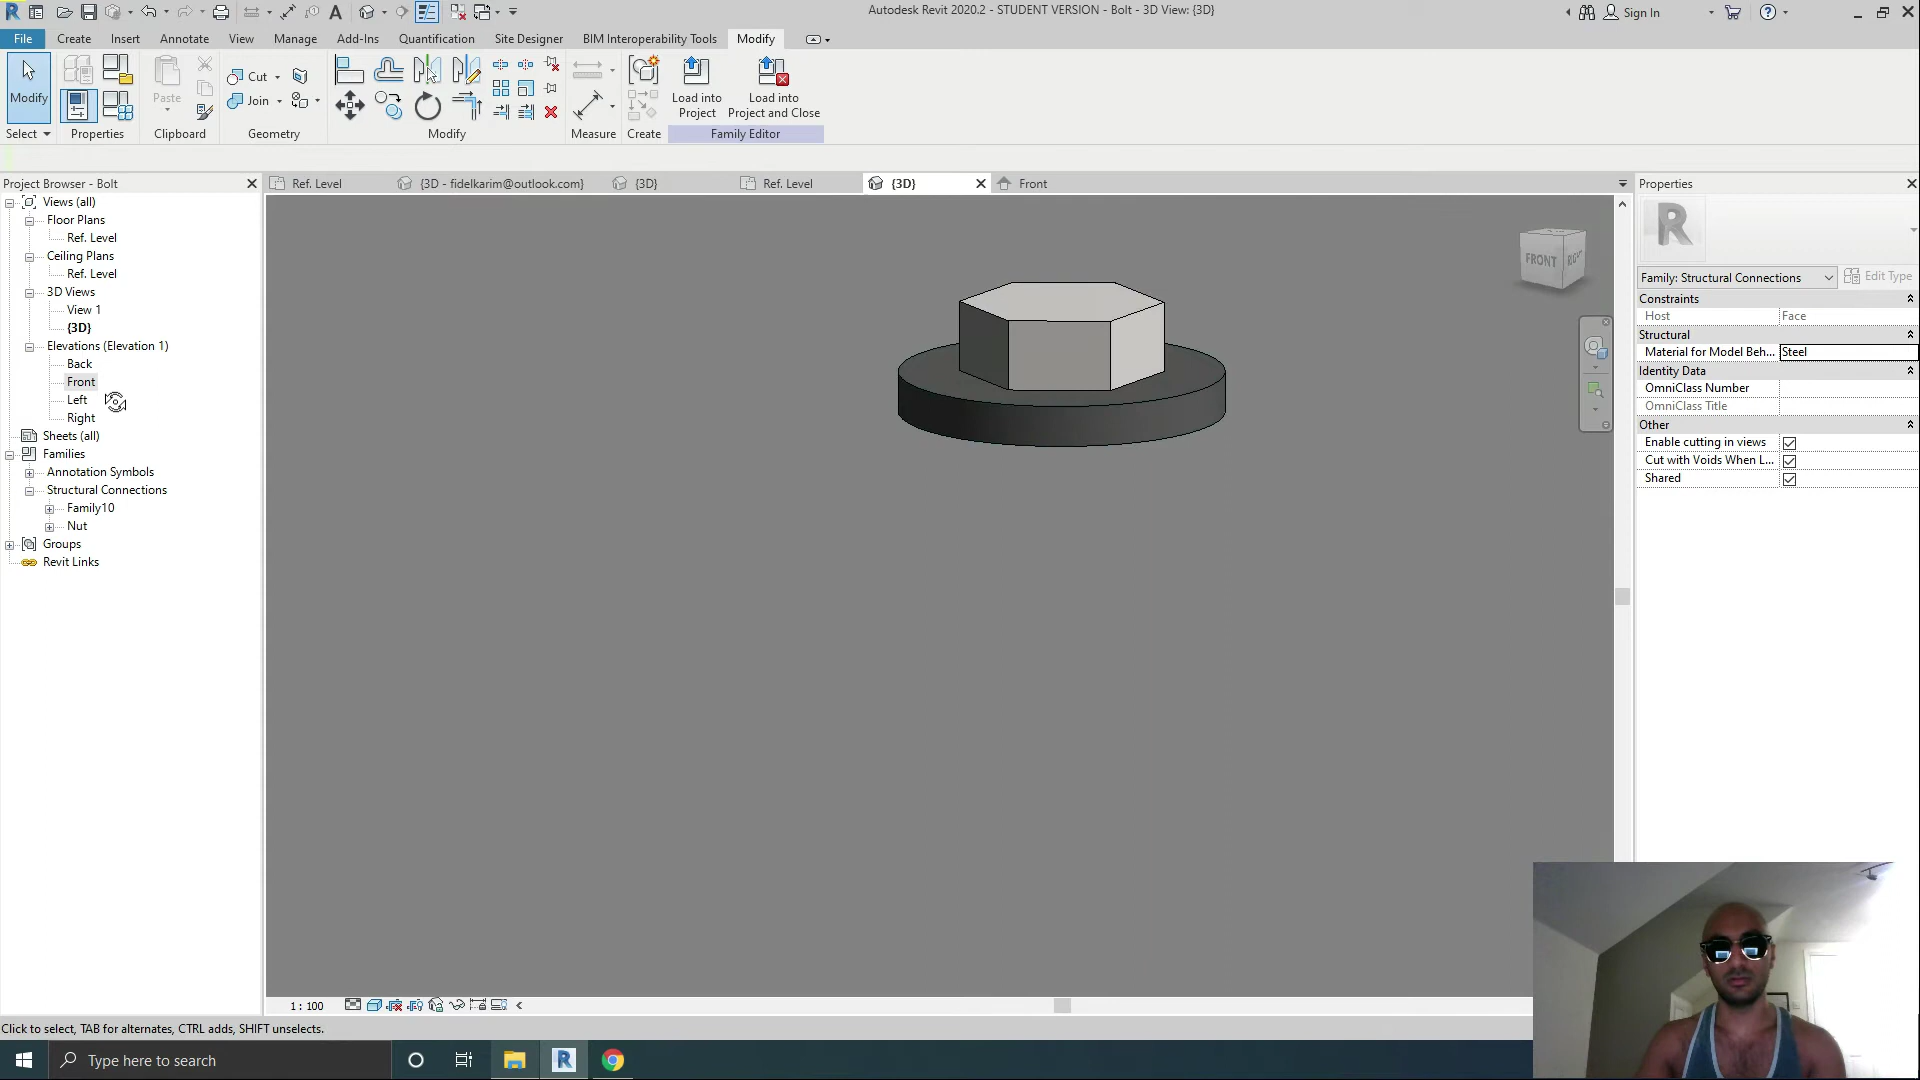 Autodesk Revit 2020.2 - STUDENT VERSION - Bolt - 3D View: {3D}
Sign In
File Create Insert Annotate View Manage Add-Ins Quantification Site Designer BIM Interoperability Tools Modify
Modify
Paste
Cut
Join
Load into Project
Load into Project and Close
Select Properties Clipboard Geometry Modify Measure Create Family Editor
Project Browser - Bolt
Ref. Level
{3D - fidelkarim@outlook.com}
{3D}
Ref. Level
{3D}
Front
Properties
Views (all)
Floor Plans
Ref. Level
Ceiling Plans
Ref. Level
3D Views
View 1
{3D}
Elevations (Elevation 1)
Back
Front
Left
Right
Sheets (all)
Families
Annotation Symbols
Structural Connections
Family10
Nut
Groups
Revit Links
FRONT
RIGHT
Family: Structural Connections
Edit Type
Constraints
Host Face
Structural
Material for Model Beh... Steel
Identity Data
OmniClass Number
OmniClass Title
Other
Enable cutting in views
Cut with Voids When L...
Shared
1 : 100
Click to select, TAB for alternates, CTRL adds, SHIFT unselects.
Type here to search